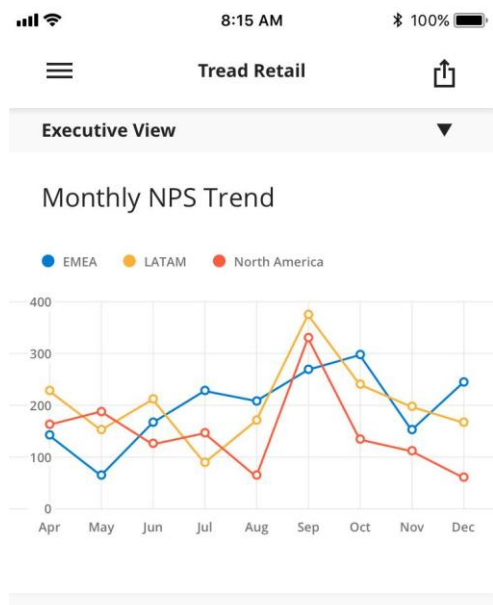 8:15 AM 100%
Tread Retail
Executive View
Monthly NPS Trend
EMEA LATAM North America
400
300
200
100
0
Apr May Jun Jul Aug Sep Oct Nov Dec